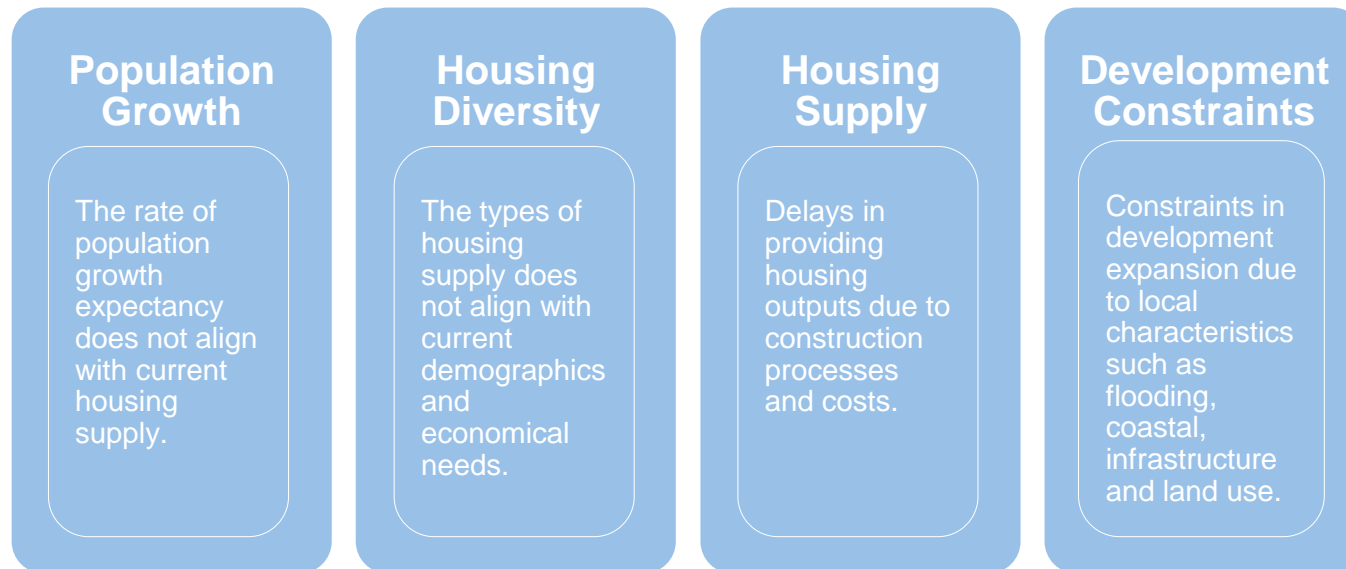 Population
Growth
The rate of
population
growth
expectancy
does not align
with current
housing
supply.
Housing
Diversity
The types of
housing
supply does
not align with
current
demographics
and
economical
needs.
Housing
Supply
Delays in
providing
housing
outputs due to
construction
processes
and costs.
Development
Constraints
Constraints in
development
expansion due
to local
characteristics
such as
flooding,
coastal,
infrastructure
and land use.